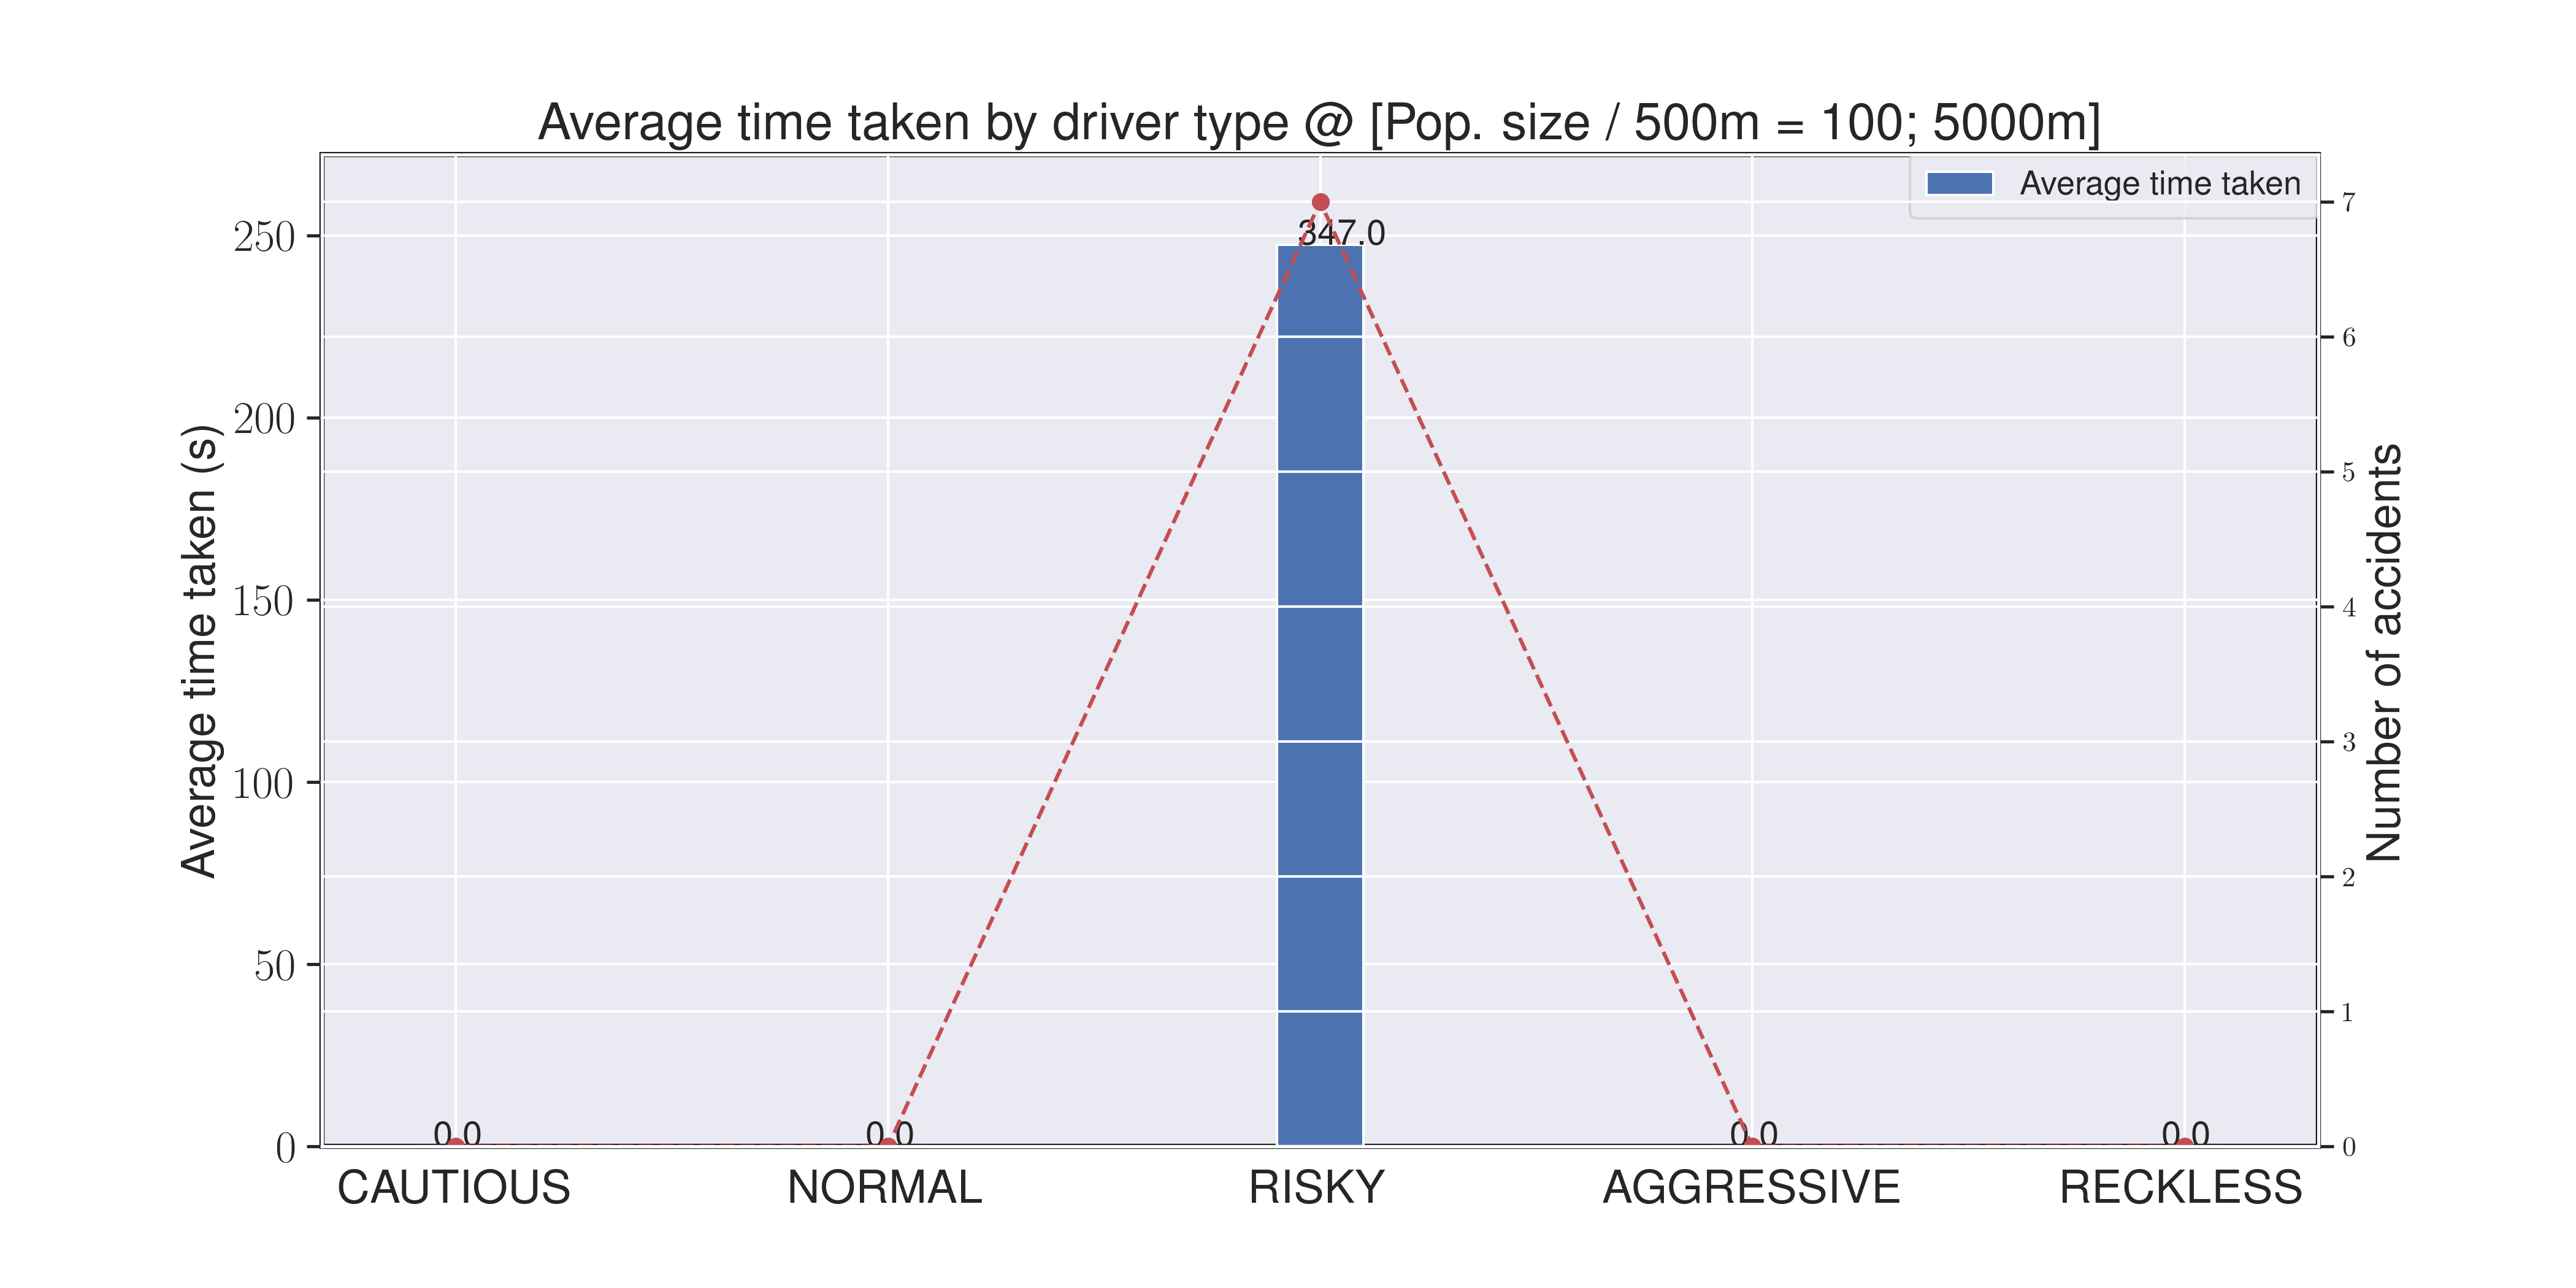 Average time taken by driver type @ [Pop. size / 500m = 100; 5000m]
Average time taken
Average time taken (s)
250
200
150
100
50
0
347.0
0.0
0.0
0.0
0.0
7
6
5
4
3
2
1
0
Number of accidents
CAUTIOUS
NORMAL
RISKY
AGGRESSIVE
RECKLESS